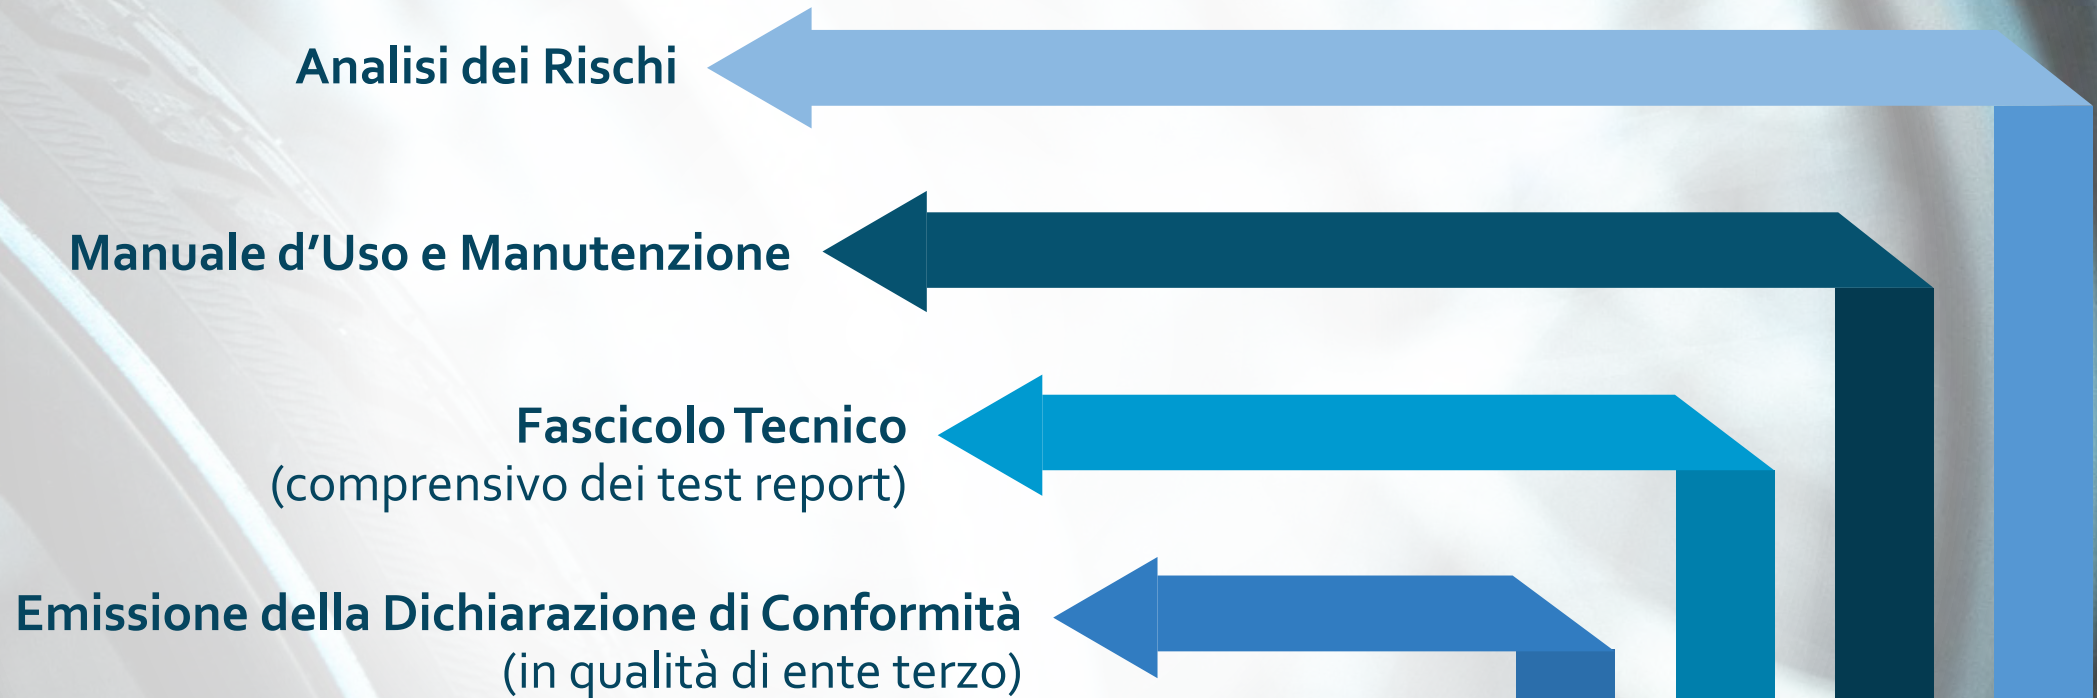 Analisi dei Rischi
Manuale d’Uso e Manutenzione
Fascicolo Tecnico
(comprensivo dei test report)
Emissione della Dichiarazione di Conformità
(in qualità di ente terzo)